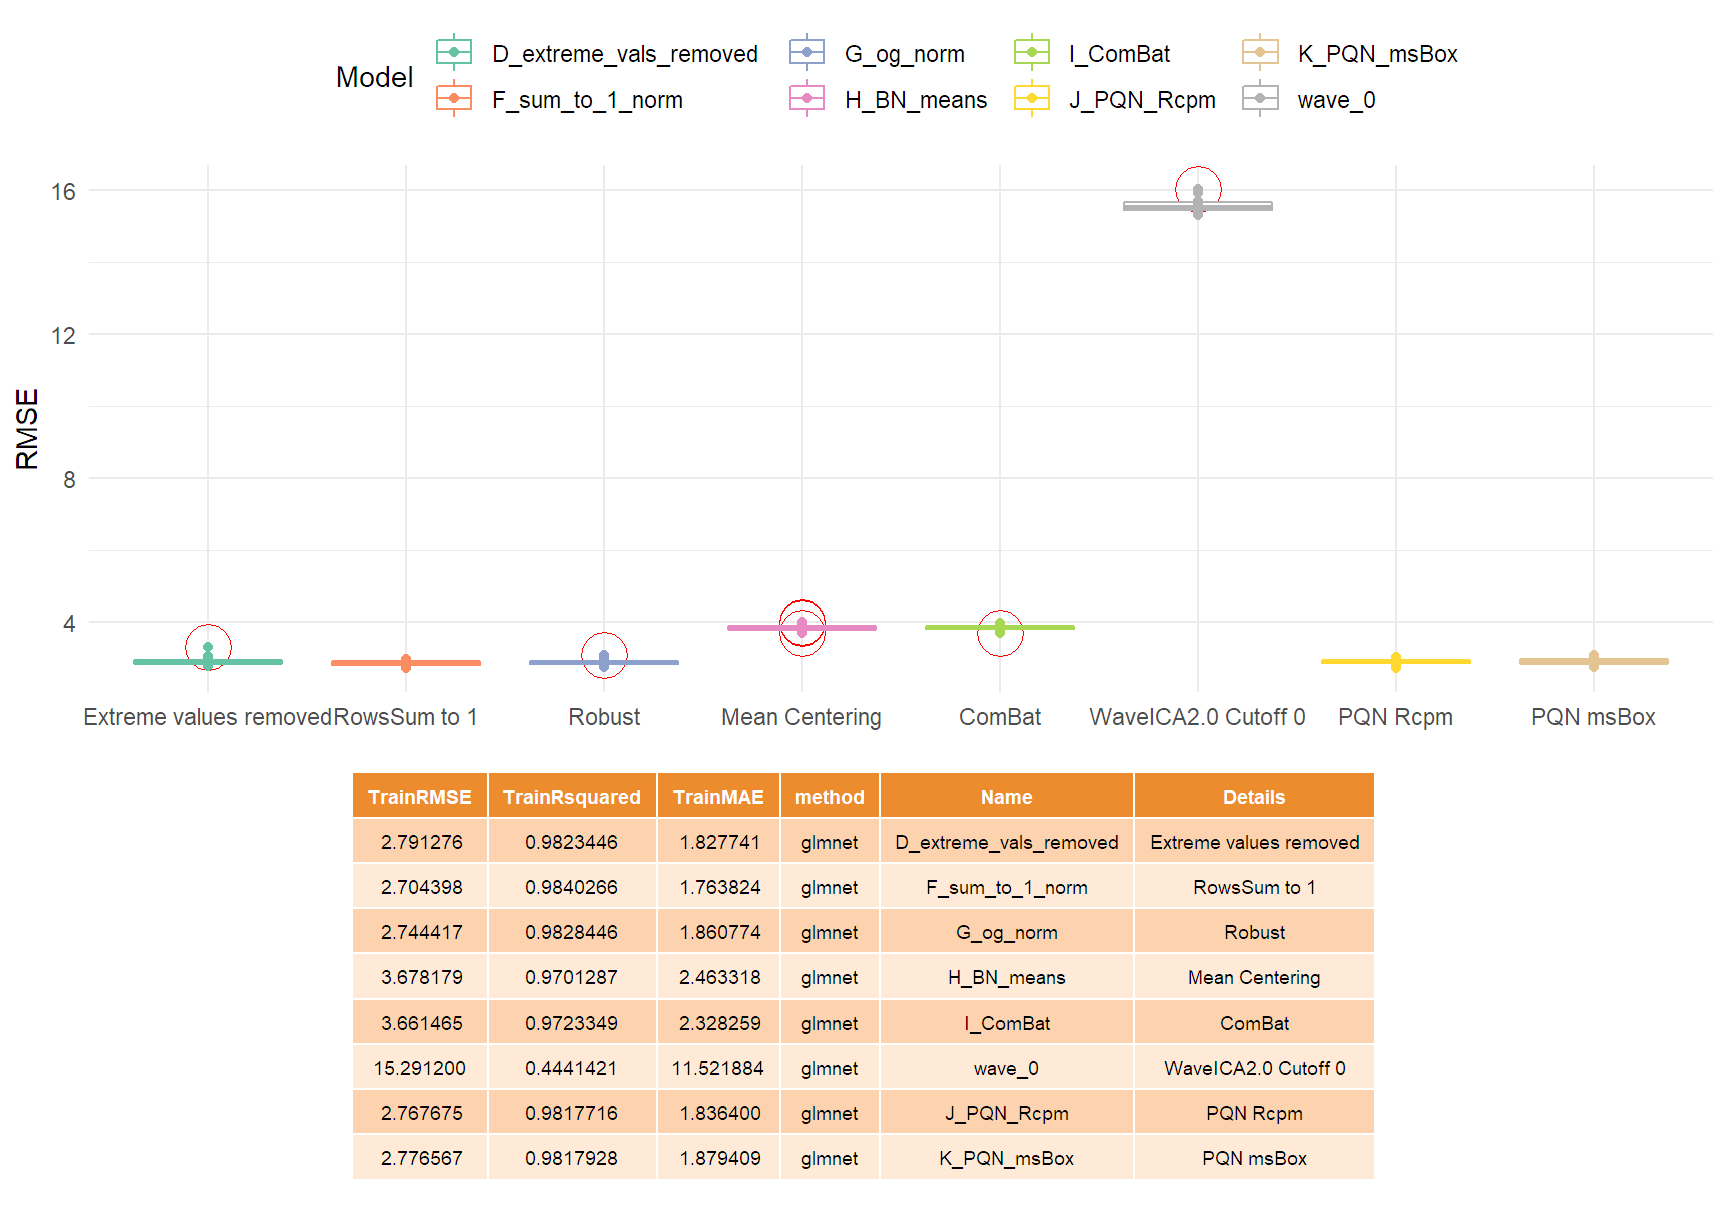 Model
D_extreme_vals_removed G_og_norm I_ComBat K_PQN_msBox
F_sum_to_1_norm H_BN_means J_PQN_Rcpm wave_0
16
12
8
4
RMSE
Extreme values removed RowsSum to 1 Robust Mean Centering ComBat WaveICA2.0 Cutoff 0 PQN Rcpm PQN msBox
TrainRMSE TrainRsquared TrainMAE method Name Details
2.791276 0.9823446 1.827741 glmnet D_extreme_vals_removed Extreme values removed
2.704398 0.9840266 1.763824 glmnet F_sum_to_1_norm RowsSum to 1
2.744417 0.9828446 1.860774 glmnet G_og_norm Robust
3.678179 0.9701287 2.463318 glmnet H_BN_means Mean Centering
3.661465 0.9723349 2.328259 glmnet I_ComBat ComBat
15.291200 0.4441421 11.521884 glmnet wave_0 WaveICA2.0 Cutoff 0
2.767675 0.9817716 1.836400 glmnet J_PQN_Rcpm PQN Rcpm
2.776567 0.9817928 1.879409 glmnet K_PQN_msBox PQN msBox